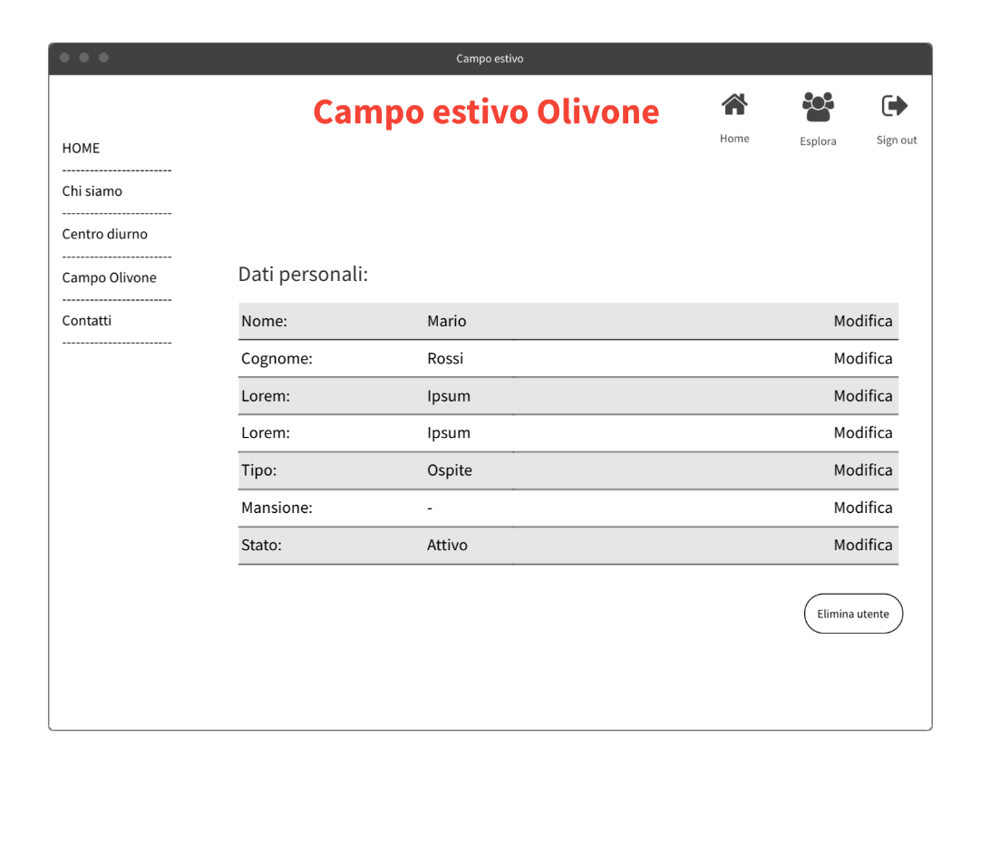 Campo estivo
Campo estivo Olivone
Home
Esplora
Sign out
HOME
------------------------
Chi siamo
------------------------
Centro diurno
------------------------
Campo Olivone
------------------------
Contatti
------------------------
Dati personali:
Nome: Mario Modifica
Cognome: Rossi Modifica
Lorem: Ipsum Modifica
Lorem: Ipsum Modifica
Tipo: Ospite Modifica
Mansione: - Modifica
Stato: Attivo Modifica
Elimina utente